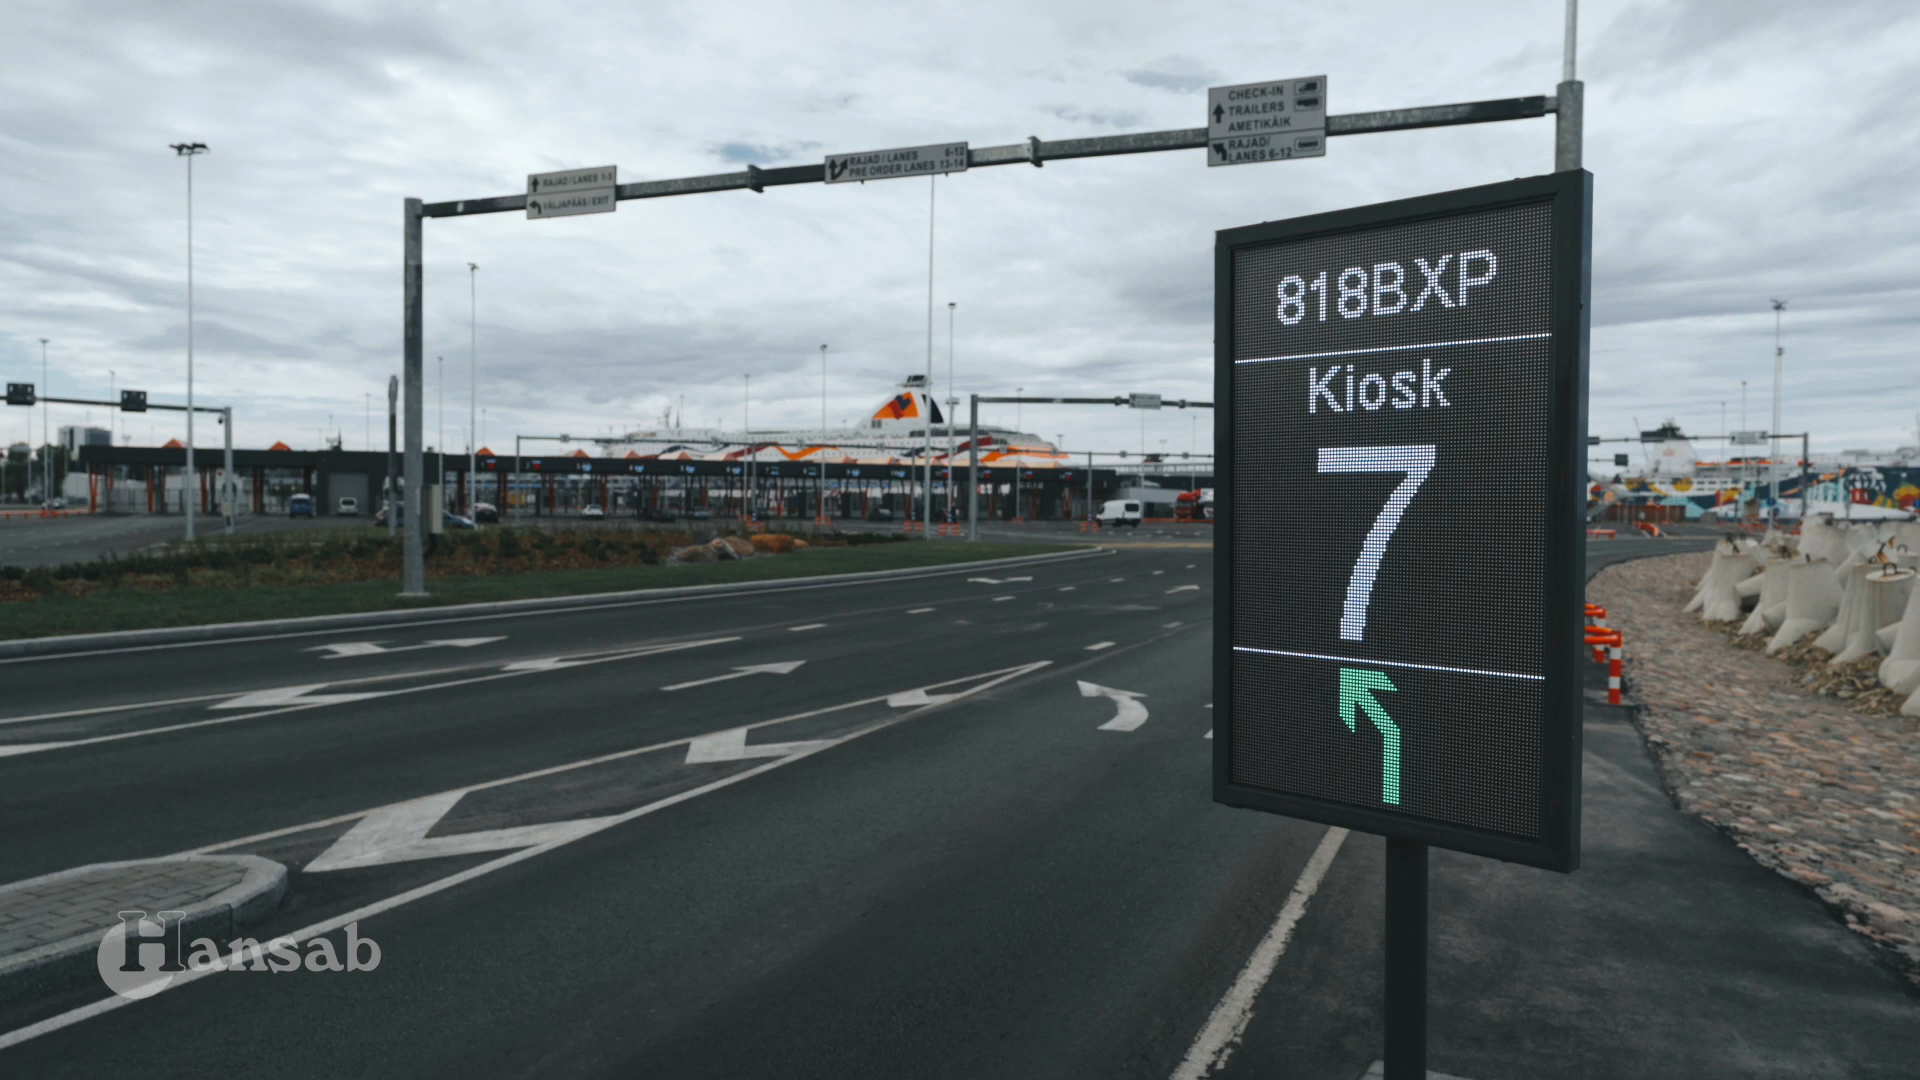 RAJAD / LANES 1-5
VÄLJAPÄÄS / EXIT
RAJAD / LANES 6-12
PRE ORDER LANES 13-14
CHECK-IN
TRAILERS
AMETIKÄIK
RAJAD/
LANES 6-12
818BXP
Kiosk
7
Hansab